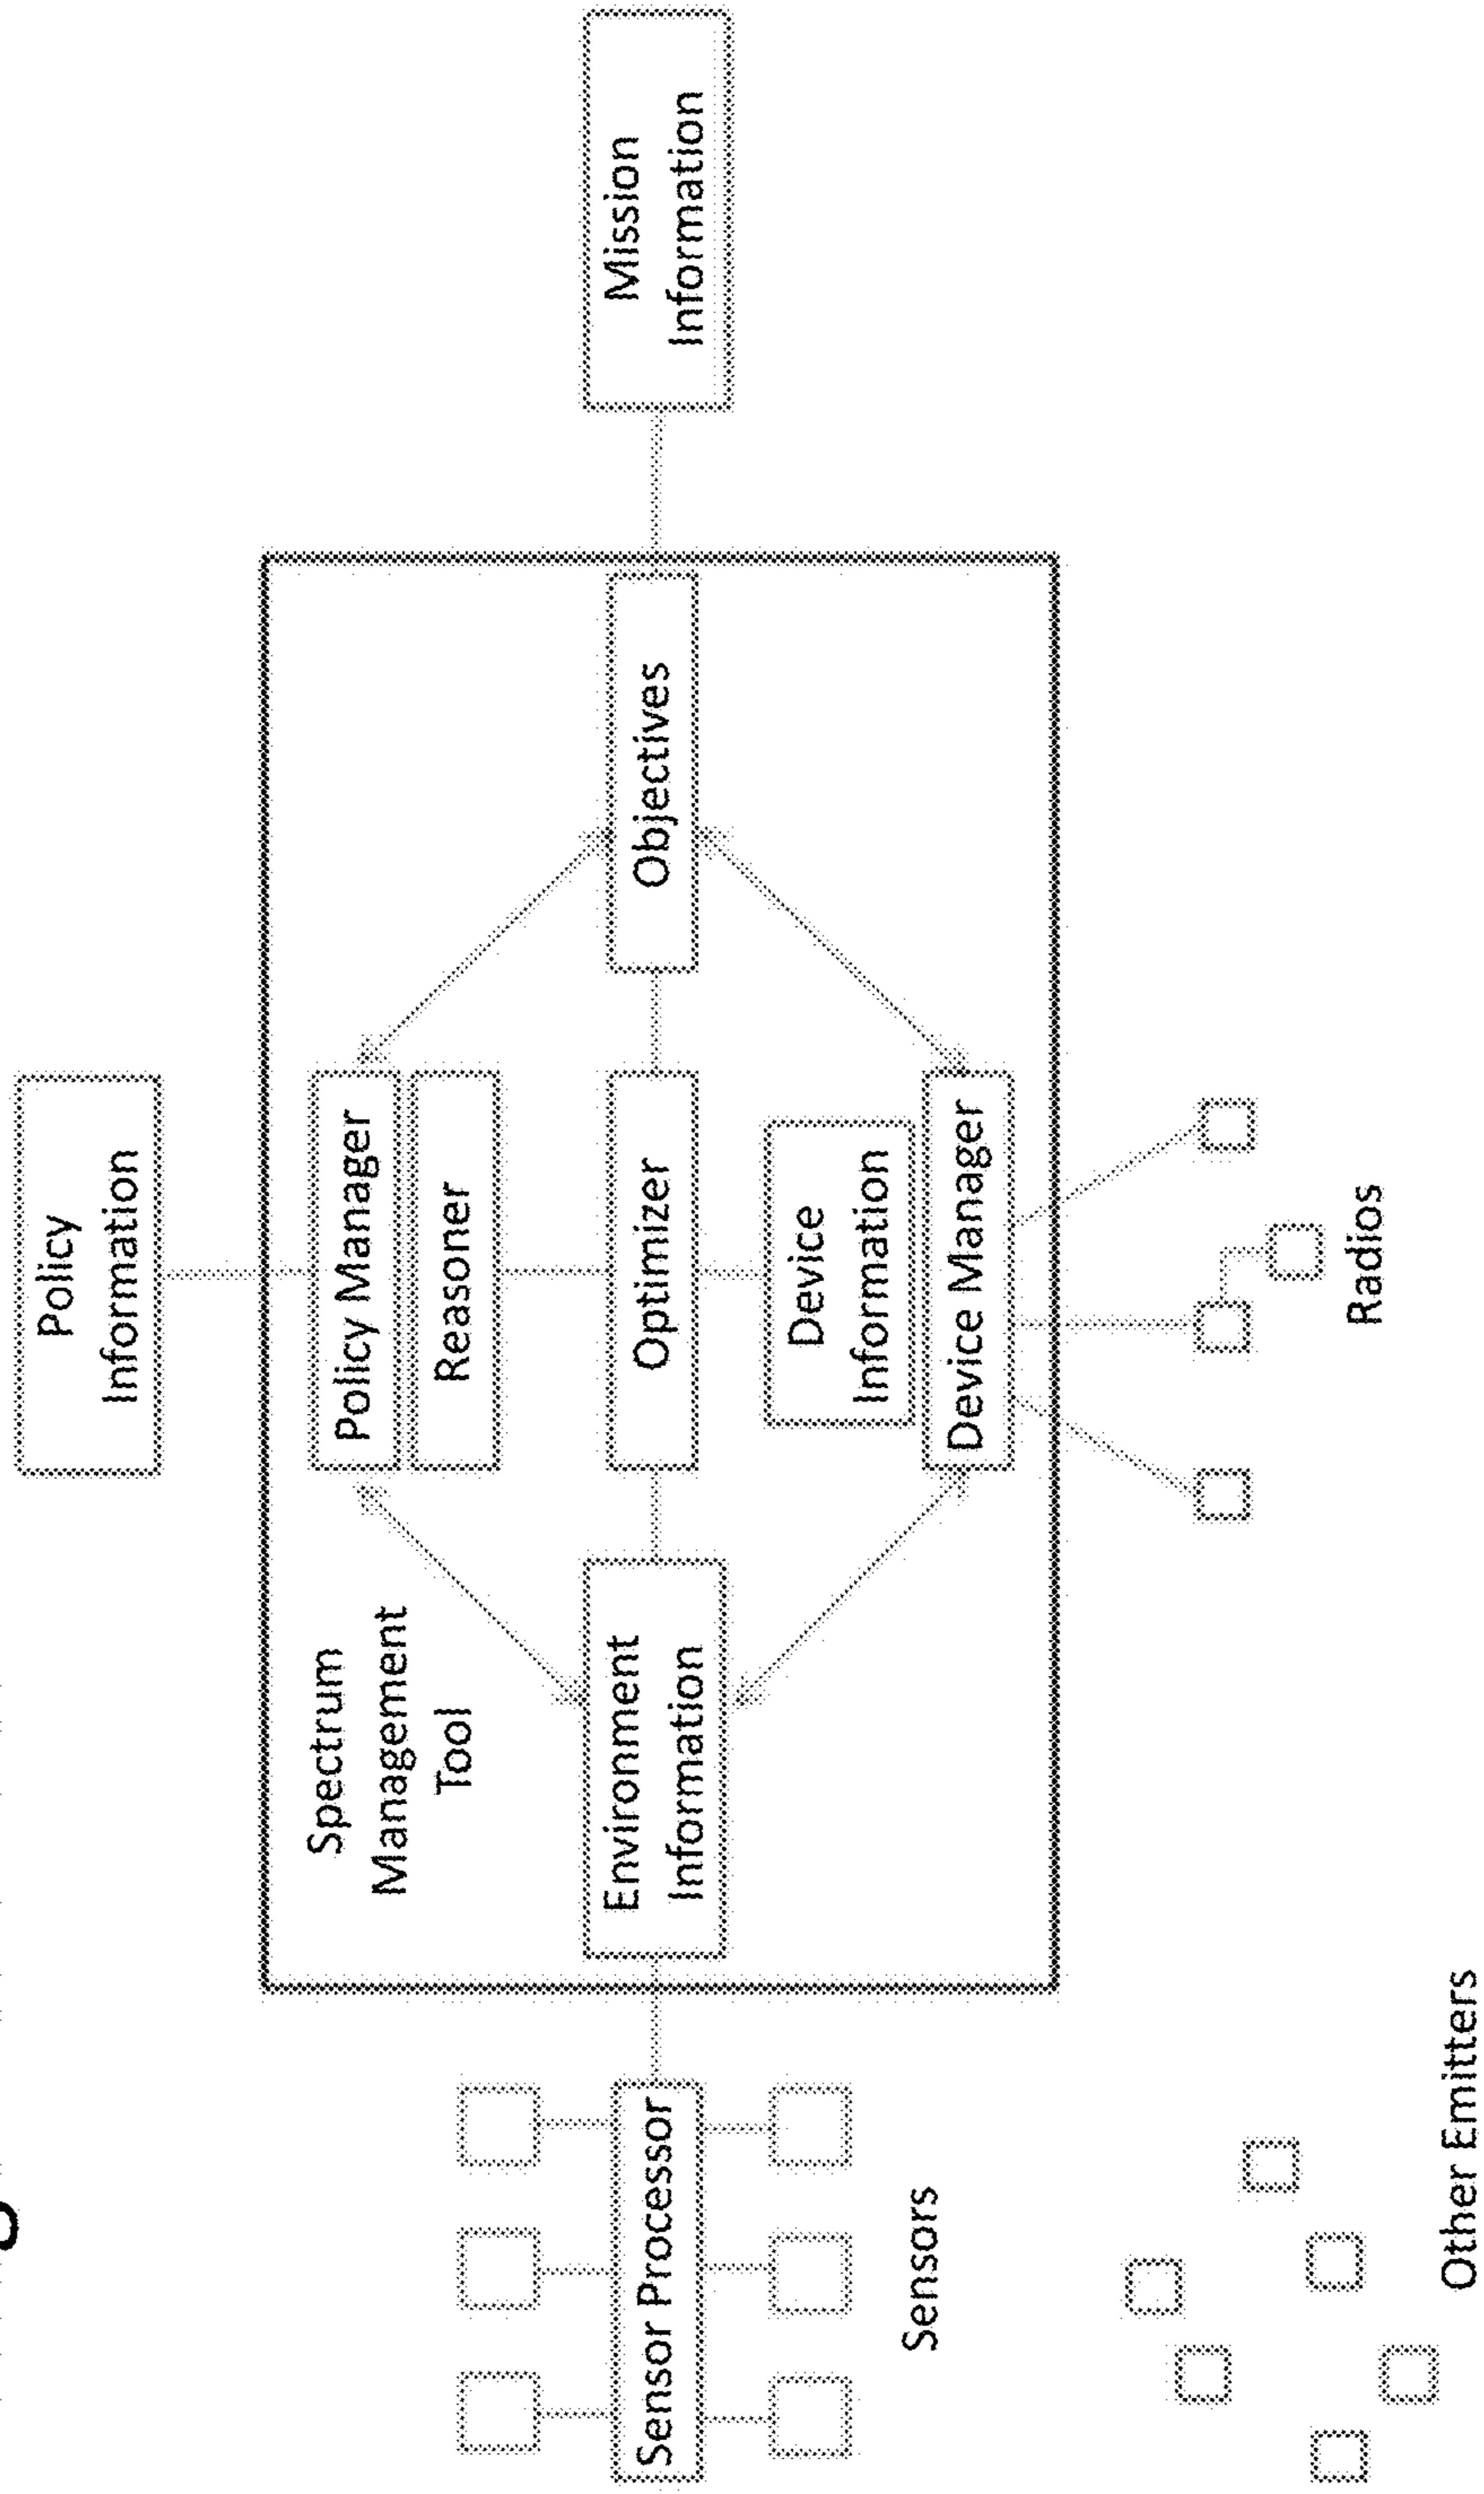 Policy
Information
Spectrum
Management
Tool
Policy Manager
Reasoner
Sensor Processor
Environment
Information
Optimizer
Objectives
Mission
Information
Device
Information
Device Manager
Sensors
Radios
Other Emitters